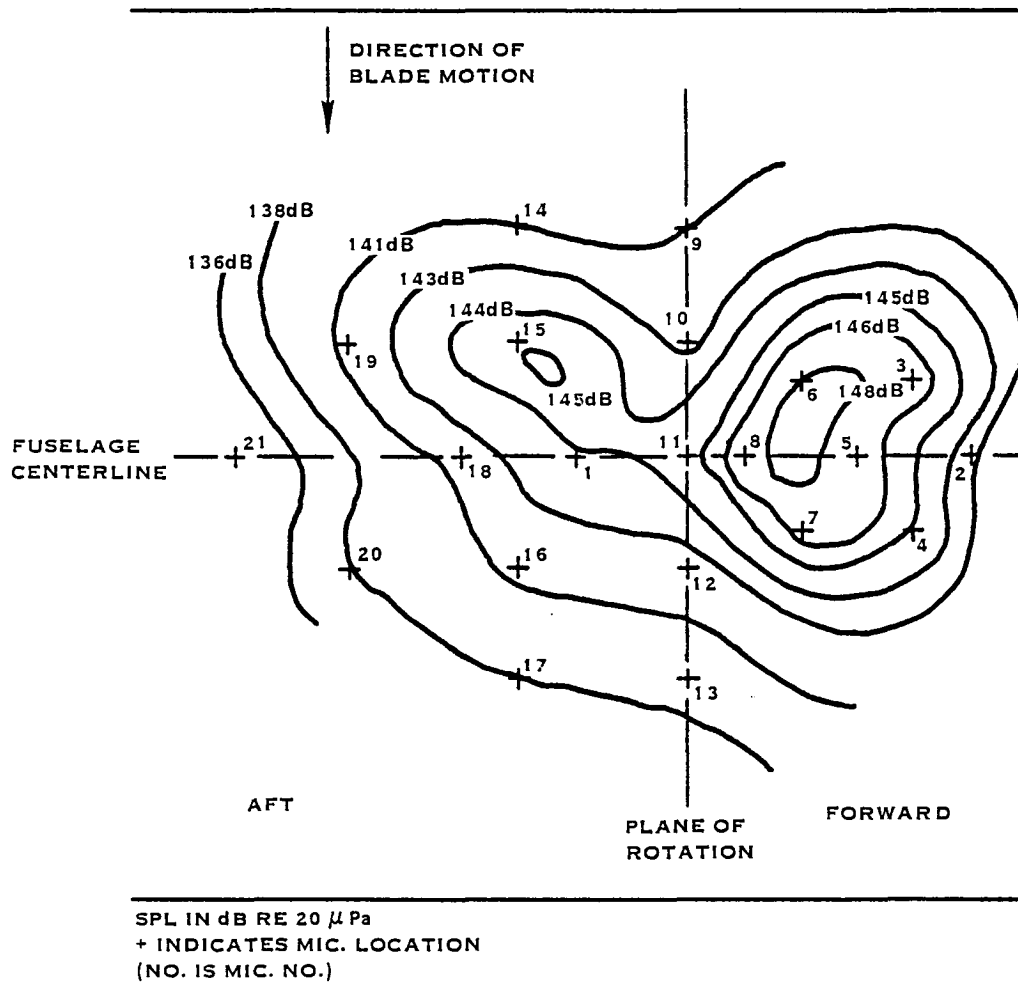 DIRECTION OF
BLADE MOTION
138dB
14
141dB
9
136dB
143dB
145dB
144dB
15
10
146dB
19
3
6
148dB
145dB
FUSELAGE
CENTERLINE
21
18
1
11
8
5
2
7
4
20
16
12
17
13
AFT
PLANE OF
ROTATION
FORWARD
SPL IN dB RE 20 μPa
+ INDICATES MIC. LOCATION
(NO. IS MIC. NO.)